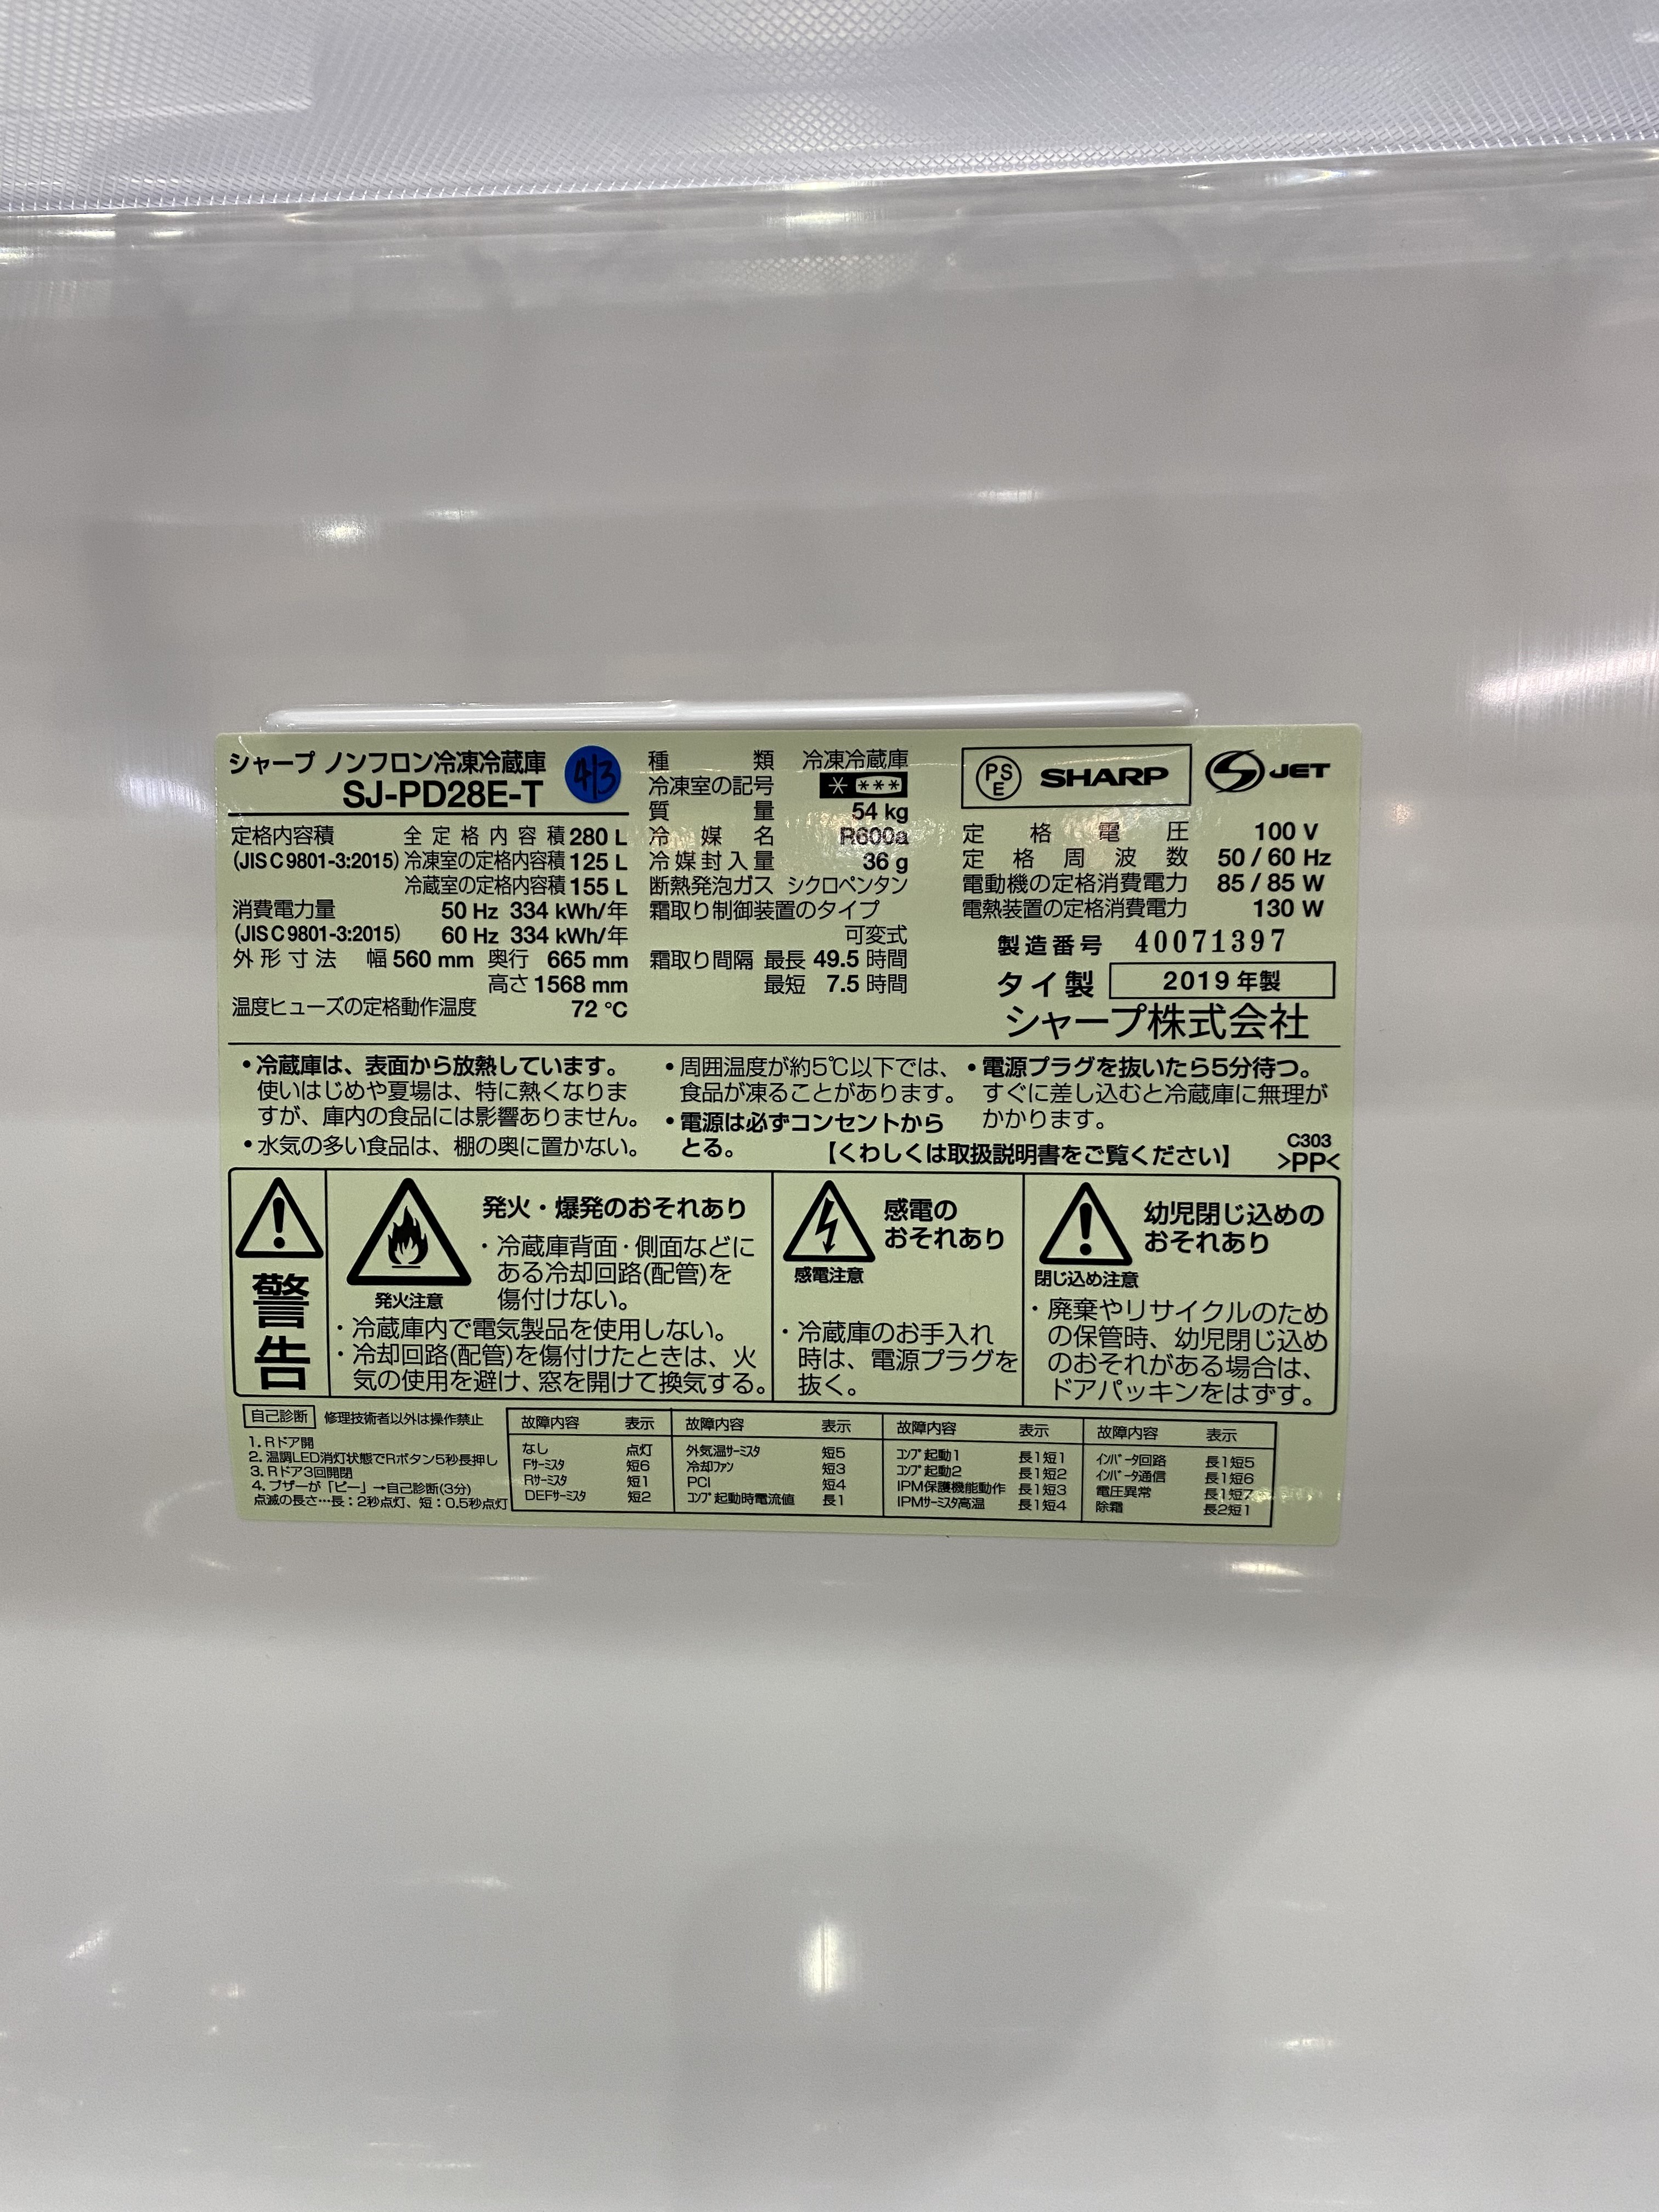 シャープ ノンフロン冷凍冷蔵庫
SJ-PD28E-T
4/3
定格内容積 全定格内容積 280 L
(JIS C 9801-3:2015) 冷凍室の定格内容積 125 L
冷蔵室の定格内容積 155 L
消費電力量 50 Hz 334 kWh/年
(JIS C 9801-3:2015) 60 Hz 334 kWh/年
外形寸法 幅 560 mm 奥行 665 mm
高さ 1568 mm
温度ヒューズの定格動作温度 72 ℃
種類 冷凍冷蔵庫
冷凍室の記号 * ***
質量 54 kg
冷媒名 R600a
冷媒封入量 36 g
断熱発泡ガス シクロペンタン
霜取り制御装置のタイプ
可変式
霜取り間隔 最長 49.5 時間
最短 7.5 時間
PSE SHARP JET
定格電圧 100 V
定格周波数 50 / 60 Hz
電動機の定格消費電力 85 / 85 W
電熱装置の定格消費電力 130 W
製造番号 40071397
タイ製 2019 年製
シャープ株式会社
・冷蔵庫は、表面から放熱しています。
使いはじめや夏場は、特に熱くなりま
すが、庫内の食品には影響ありません。
・水気の多い食品は、棚の奥に置かない。
・周囲温度が約5℃以下では、
食品が凍ることがあります。
・電源は必ずコンセントから
とる。
・電源プラグを抜いたら5分待つ。
すぐに差し込むと冷蔵庫に無理が
かかります。
【くわしくは取扱説明書をご覧ください】
C303
>PP<
警告
発火注意
発火・爆発のおそれあり
・冷蔵庫背面・側面などに
ある冷却回路(配管)を
傷付けない。
・冷蔵庫内で電気製品を使用しない。
・冷却回路(配管)を傷付けたときは、火
気の使用を避け、窓を開けて換気する。
感電注意
感電の
おそれあり
・冷蔵庫のお手入れ
時は、電源プラグを
抜く。
閉じ込め注意
幼児閉じ込めの
おそれあり
・廃棄やリサイクルのため
の保管時、幼児閉じ込め
のおそれがある場合は、
ドアパッキンをはずす。
自己診断 修理技術者以外は操作禁止
1. Rドア開
2. 温調LED消灯状態でRボタン5秒長押し
3. Rドア3回開閉
4. ブザーが「ピー」→自己診断(3分)
点滅の長さ…長：2秒点灯、短：0.5秒点灯
故障内容 表示
なし 点灯
Fｻｰﾐｽﾀ 短6
Rｻｰﾐｽﾀ 短1
DEFｻｰﾐｽﾀ 短2
故障内容 表示
外気温ｻｰﾐｽﾀ 短5
冷却ﾌｧﾝ 短3
PCI 短4
ｺﾝﾌﾟ起動時電流値 長1
故障内容 表示
ｺﾝﾌﾟ起動1 長1短1
ｺﾝﾌﾟ起動2 長1短2
IPM保護機能動作 長1短3
IPMｻｰﾐｽﾀ高温 長1短4
故障内容 表示
ｲﾝﾊﾞｰﾀ回路 長1短5
ｲﾝﾊﾞｰﾀ通信 長1短6
電圧異常 長1短7
除霜 長2短1